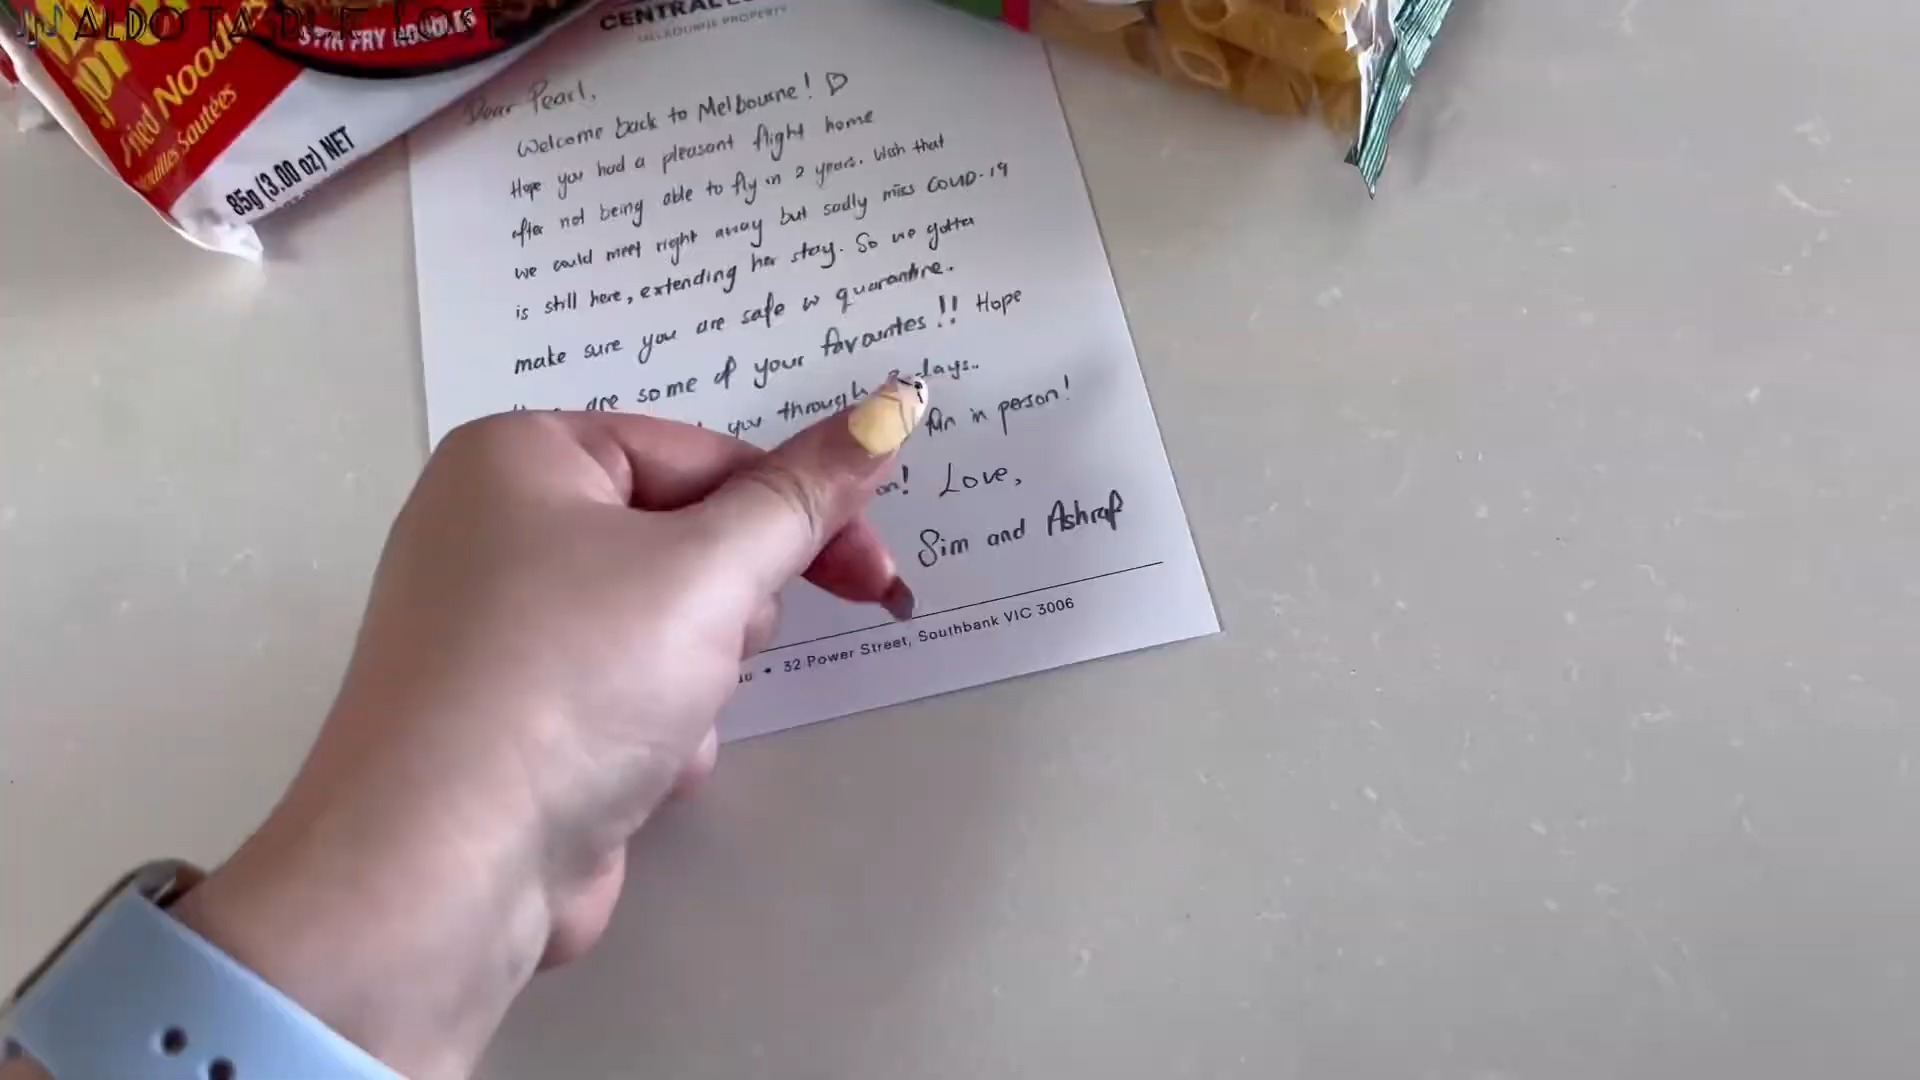 STIR FRY NOODLES
Fried Noodles
Nouilles Sautées
85g (3.00 oz) NET
CENTRAL
MELBOURNE PROPERTY
Dear Pearl,
Welcome back to Melbourne!
Hope you had a pleasant flight home
after not being able to fly in 2 years. Wish that
we could meet right away but sadly miss COVID-19
is still here, extending her stay. So we gotta
make sure you are safe in quarantine.
are some of your favourites!! Hope
you through days..
fun in person!
Love,
Sim and Ashraf
32 Power Street, Southbank VIC 3006